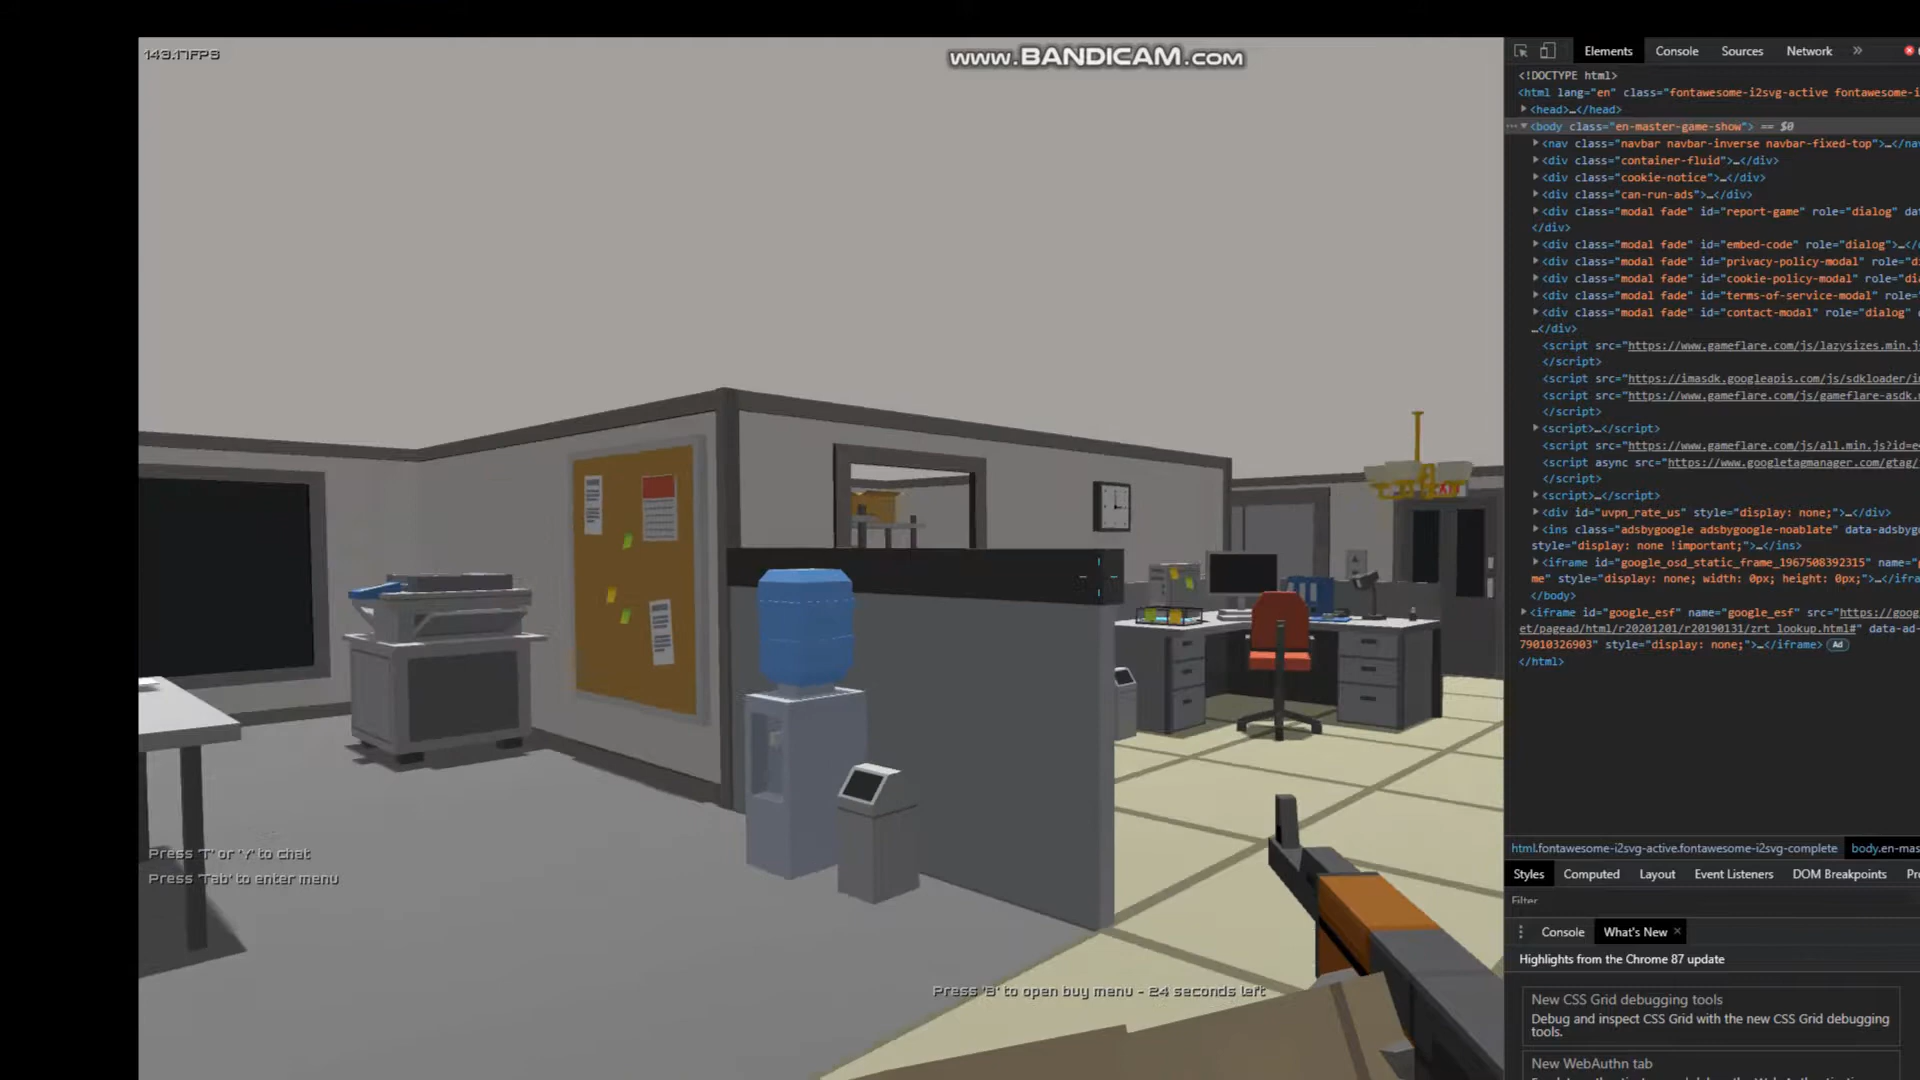 143.17FPS
www.BANDICAM.com
Press 'T' or 'Y' to chat
Press 'Tab' to enter menu
Press 'B' to open buy menu - 24 seconds left
Elements Console Sources Network »
<!DOCTYPE html>
<html lang="en" class="fontawesome-i2svg-active fontawesome-i
<head>…</head>
<body class="en-master-game-show"> == $0
<nav class="navbar navbar-inverse navbar-fixed-top">…</na
<div class="container-fluid">…</div>
<div class="cookie-notice">…</div>
<div class="can-run-ads">…</div>
<div class="modal fade" id="report-game" role="dialog" da
</div>
<div class="modal fade" id="embed-code" role="dialog">…</
<div class="modal fade" id="privacy-policy-modal" role="d
<div class="modal fade" id="cookie-policy-modal" role="di
<div class="modal fade" id="terms-of-service-modal" role=
<div class="modal fade" id="contact-modal" role="dialog"
…</div>
<script src="https://www.gameflare.com/js/lazysizes.min.j
</script>
<script src="https://imasdk.googleapis.com/js/sdkloader/i
<script src="https://www.gameflare.com/js/gameflare-asdk.
</script>
<script>…</script>
<script src="https://www.gameflare.com/js/all.min.js?id=e
<script async src="https://www.googletagmanager.com/gtag/
</script>
<script>…</script>
<div id="uvpn_rate_us" style="display: none;">…</div>
<ins class="adsbygoogle adsbygoogle-noablate" data-adsbyg
style="display: none !important;">…</ins>
<iframe id="google_osd_static_frame_1967508392315" name="g
me" style="display: none; width: 0px; height: 0px;">…</ifra
</body>
<iframe id="google_esf" name="google_esf" src="https://goog
et/pagead/html/r20201201/r20190131/zrt_lookup.html#" data-ad-
79010326903" style="display: none;">…</iframe> Ad
</html>
html.fontawesome-i2svg-active.fontawesome-i2svg-complete body.en-mas
Styles Computed Layout Event Listeners DOM Breakpoints Pr
Filter
Console What's New ×
Highlights from the Chrome 87 update
New CSS Grid debugging tools
Debug and inspect CSS Grid with the new CSS Grid debugging
tools.
New WebAuthn tab